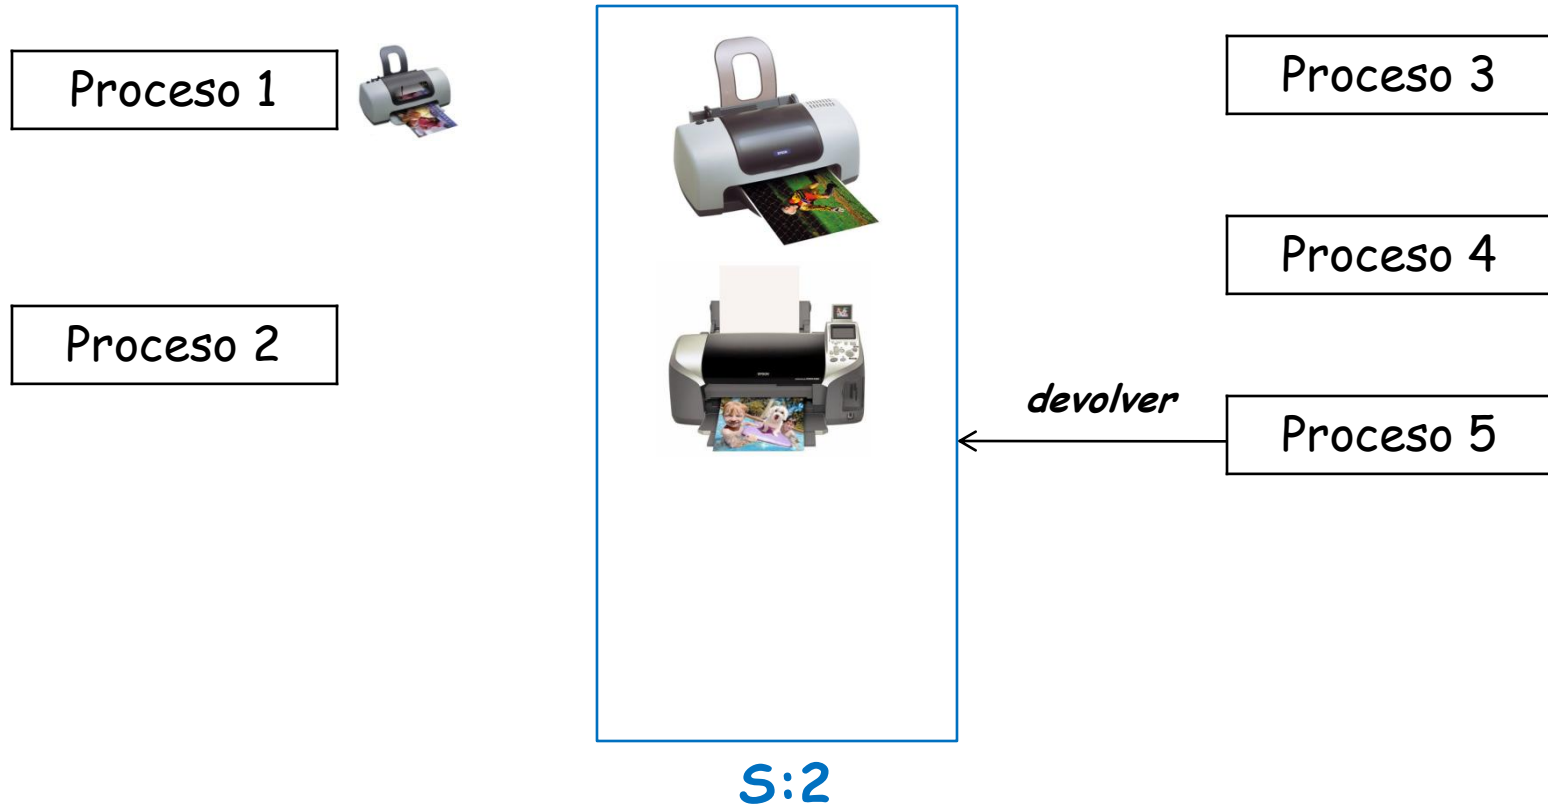 Proceso 1
Proceso 2
Proceso 3
Proceso 4
devolver
Proceso 5
S:2